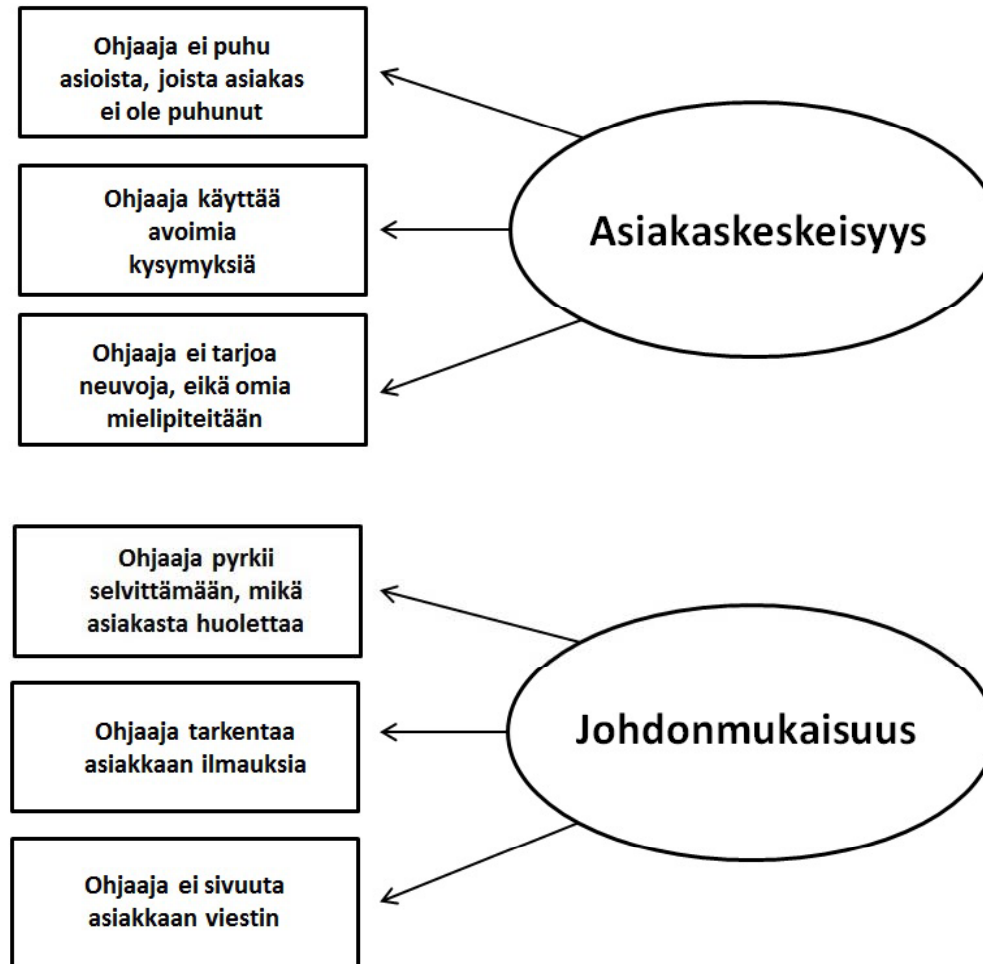 Ohjaaja ei puhu
asioista, joista asiakas
ei ole puhunut
Ohjaaja käyttää
avoimia
kysymyksiä
Ohjaaja ei tarjoa
neuvoja, eikä omia
mielipiteitään
Asiakaskeskeisyys
Ohjaaja pyrkii
selvittämään, mikä
asiakasta huolettaa
Ohjaaja tarkentaa
asiakkaan ilmauksia
Ohjaaja ei sivuuta
asiakkaan viestin
Johdonmukaisuus